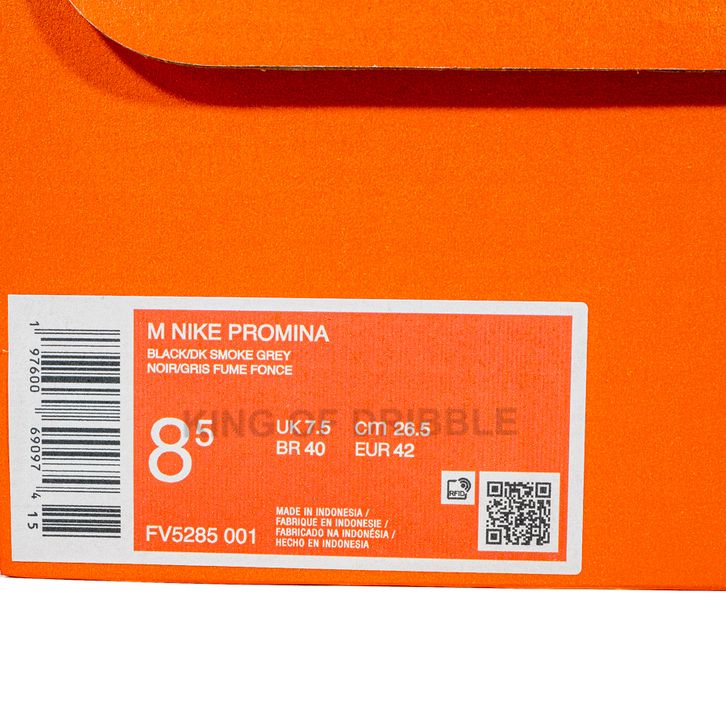 M NIKE PROMINA
BLACK/DK SMOKE GREY
NOIR/GRIS FUME FONCE
KING OF DRIBBLE
8⁵
UK 7.5 cm 26.5
BR 40 EUR 42
FV5285 001
MADE IN INDONESIA /
FABRIQUE EN INDONESIE /
FABRICADO NA INDONÉSIA /
HECHO EN INDONESIA
RFID
1 97600 69097 4 15